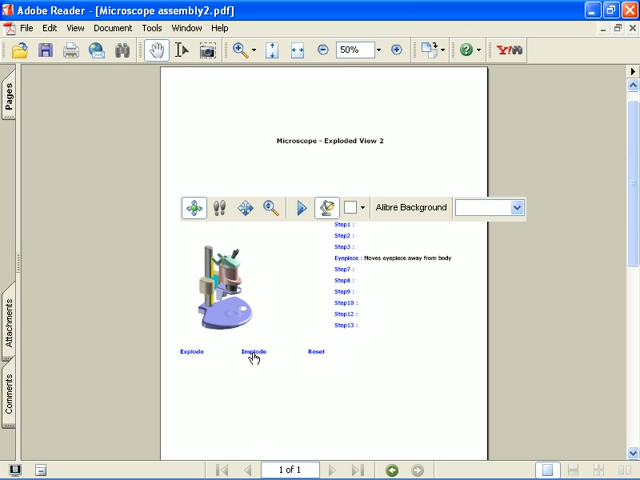 Adobe Reader - [Microscope assembly2.pdf]
File Edit View Document Tools Window Help
50%
Y!
Pages
Microscope - Exploded View 2
Alibre Background
Step1 :
Step2 :
Step3 :
Eyepiece : Moves eyepiece away from body
Step7 :
Step8 :
Step9 :
Step10 :
Step12 :
Step13 :
Explode Implode Reset
Attachments
Comments
1 of 1